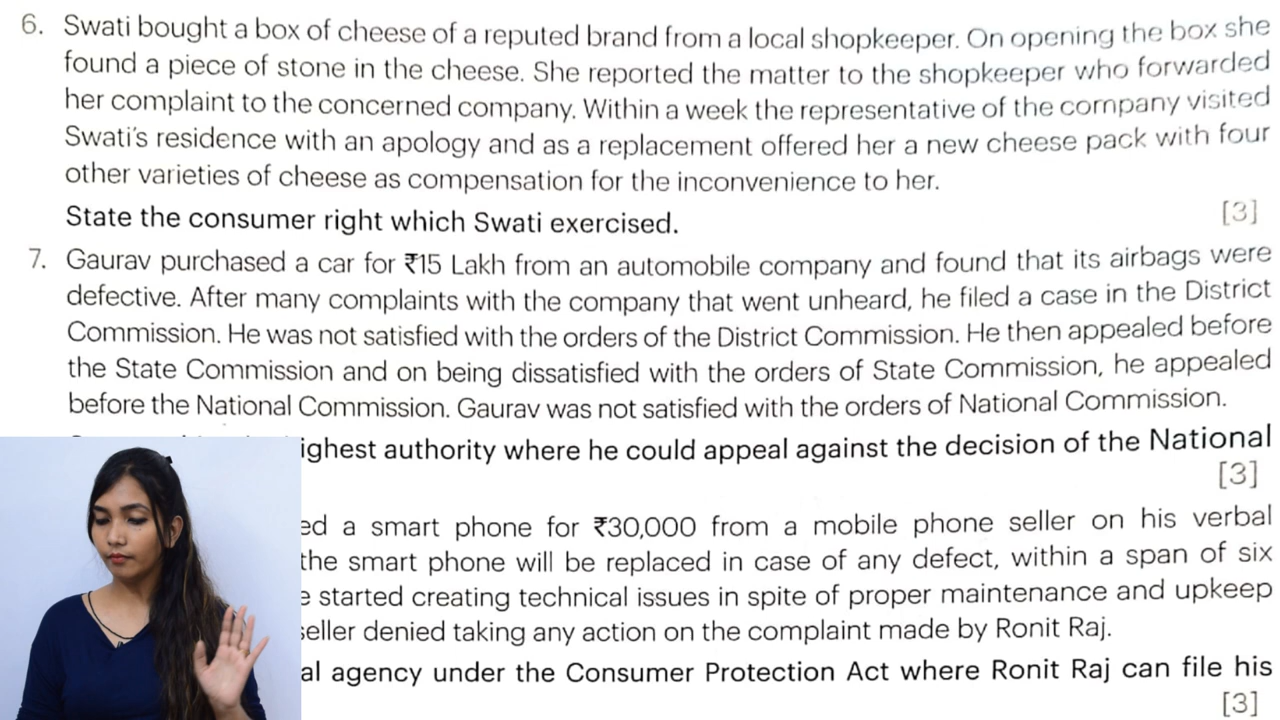 6. Swati bought a box of cheese of a reputed brand from a local shopkeeper. On opening the box she
found a piece of stone in the cheese. She reported the matter to the shopkeeper who forwarded
her complaint to the concerned company. Within a week the representative of the company visited
Swati's residence with an apology and as a replacement offered her a new cheese pack with four
other varieties of cheese as compensation for the inconvenience to her.
State the consumer right which Swati exercised. [3]
7. Gaurav purchased a car for ₹15 Lakh from an automobile company and found that its airbags were
defective. After many complaints with the company that went unheard, he filed a case in the District
Commission. He was not satisfied with the orders of the District Commission. He then appealed before
the State Commission and on being dissatisfied with the orders of State Commission, he appealed
before the National Commission. Gaurav was not satisfied with the orders of National Commission.
ighest authority where he could appeal against the decision of the National
[3]
ed a smart phone for ₹30,000 from a mobile phone seller on his verbal
the smart phone will be replaced in case of any defect, within a span of six
e started creating technical issues in spite of proper maintenance and upkeep
seller denied taking any action on the complaint made by Ronit Raj.
al agency under the Consumer Protection Act where Ronit Raj can file his
[3]